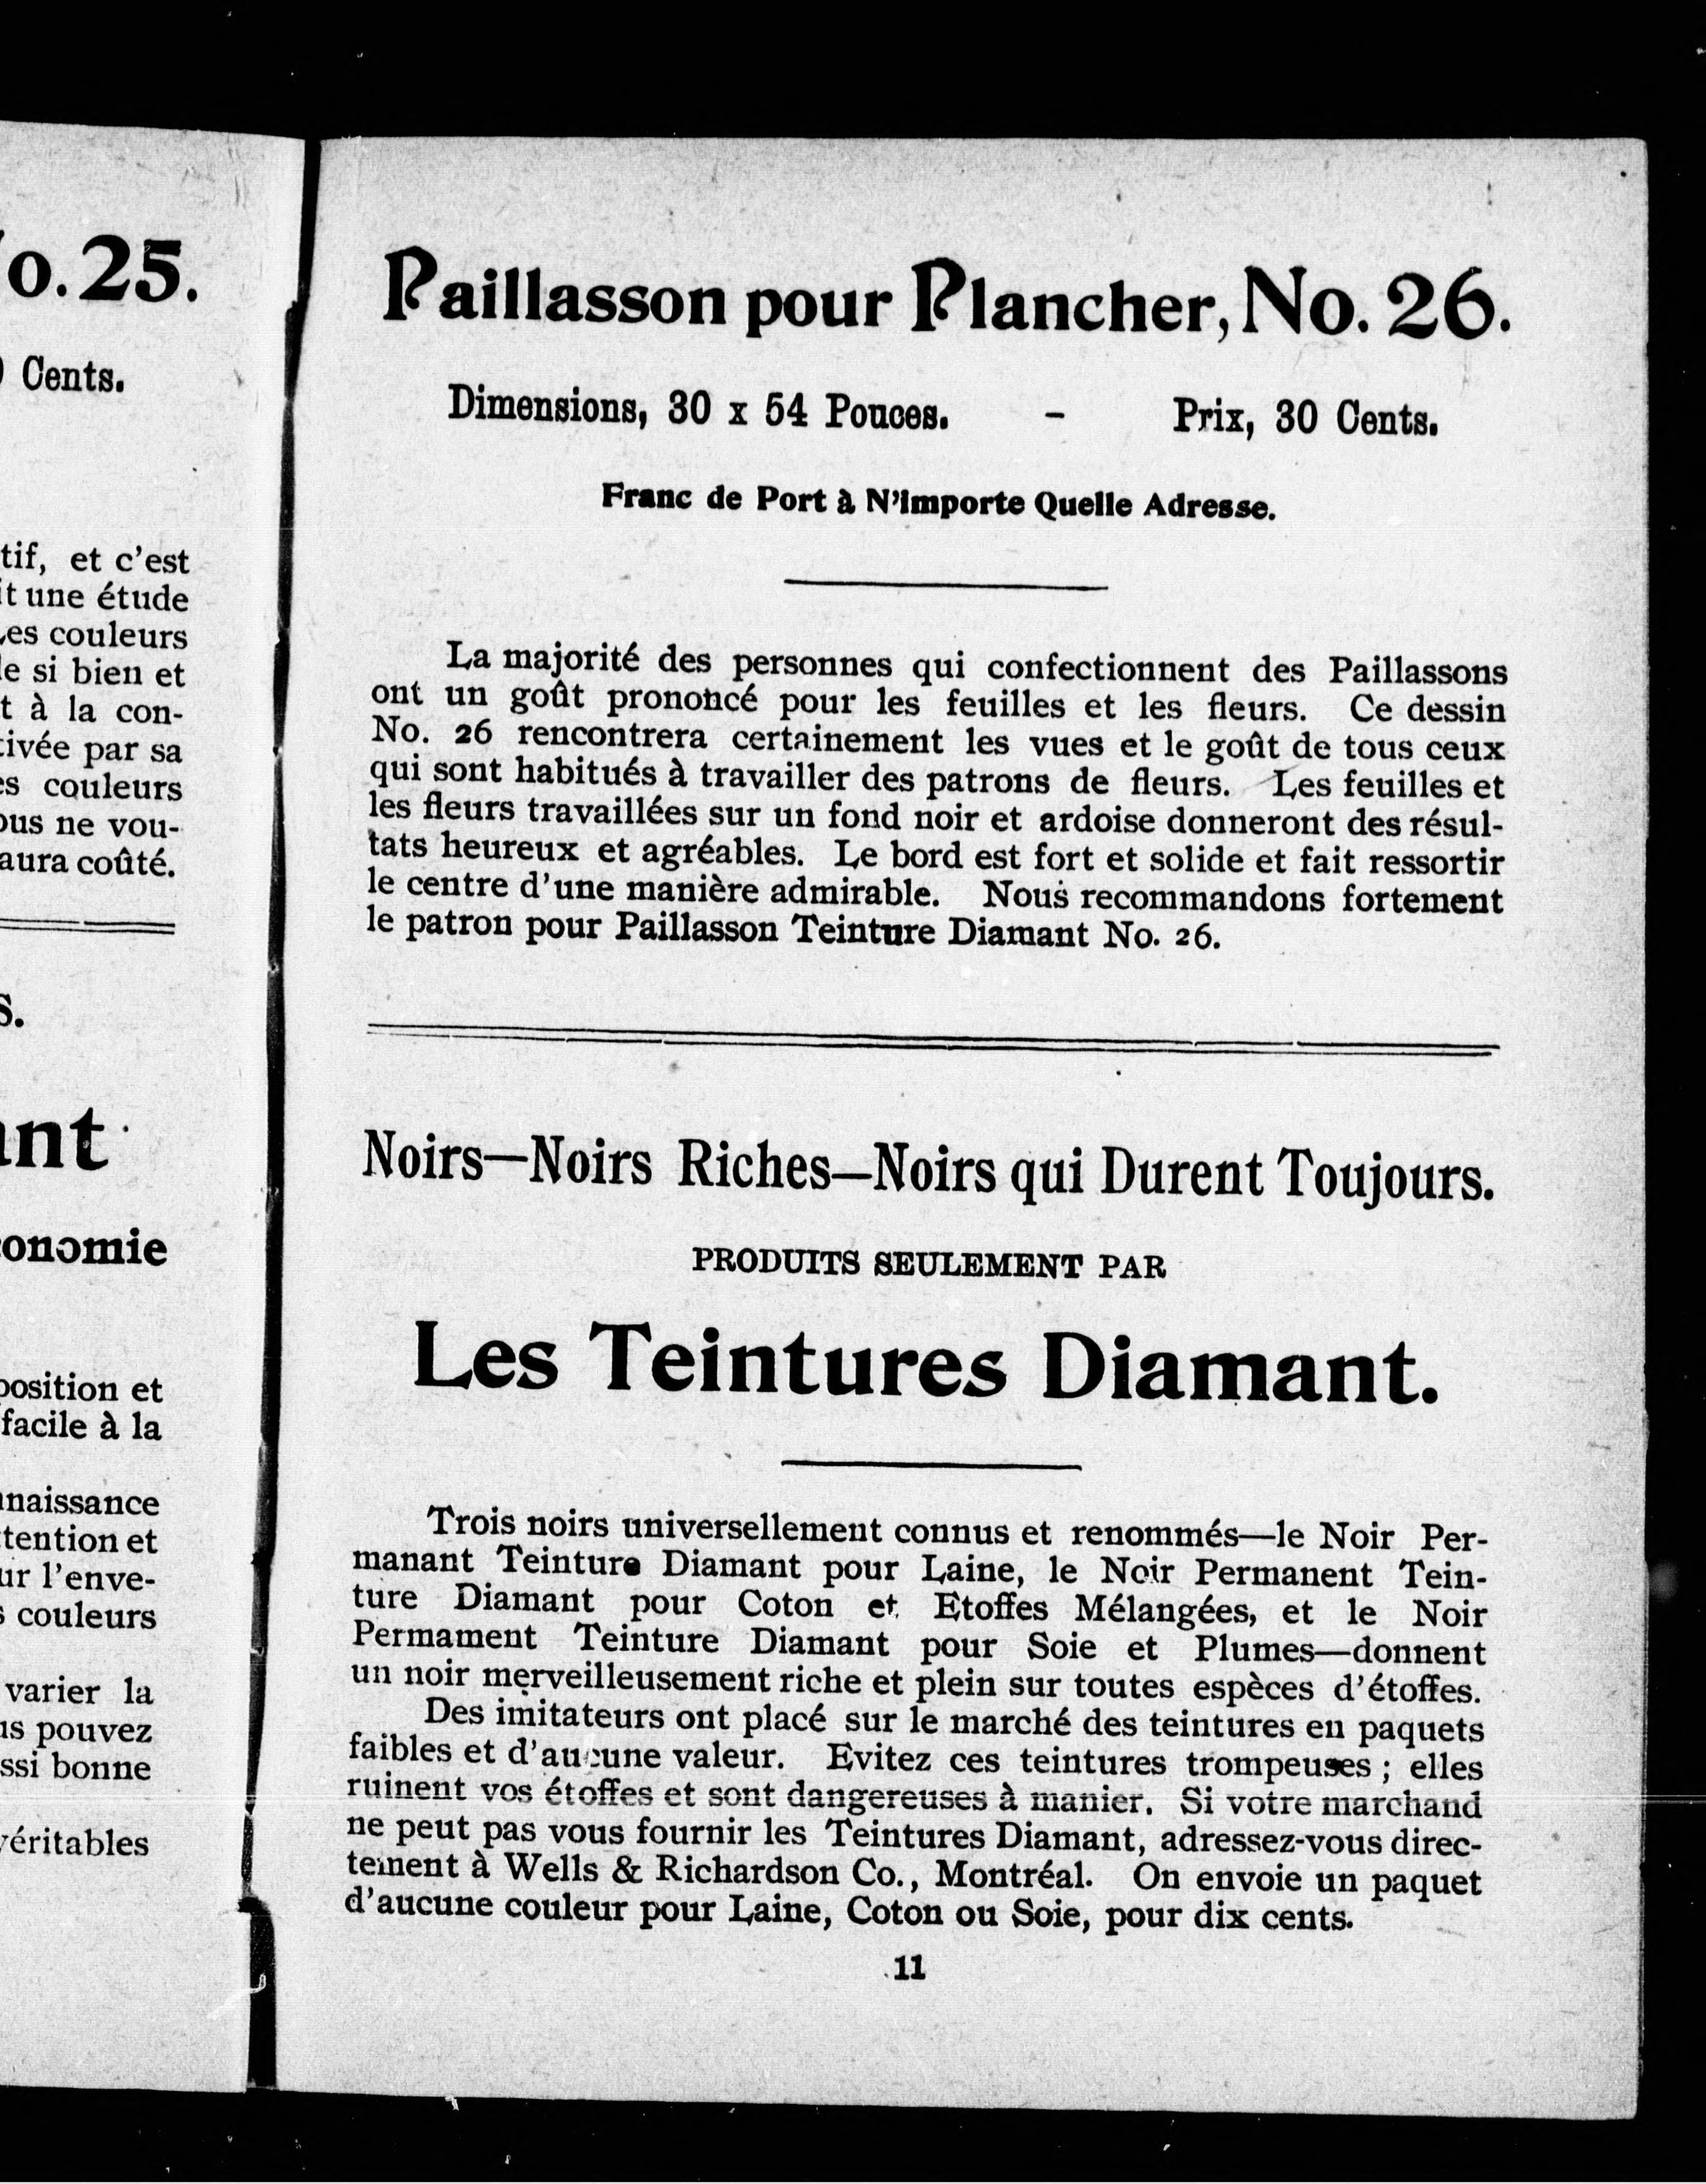 o. 25.
Cents.
tif, et c'est
it une étude
Les couleurs
le si bien et
t à la con-
tivée par sa
es couleurs
ous ne vou-
aura coûté.
s.
ant
conomie
position et
facile à la
nnaissance
ttention et
ur l'enve-
s couleurs
varier la
us pouvez
ssi bonne
véritables
Paillasson pour Plancher, No. 26.
Dimensions, 30 x 54 Pouces. - Prix, 30 Cents.
Franc de Port à N'Importe Quelle Adresse.
La majorité des personnes qui confectionnent des Paillassons
ont un goût prononcé pour les feuilles et les fleurs. Ce dessin
No. 26 rencontrera certainement les vues et le goût de tous ceux
qui sont habitués à travailler des patrons de fleurs. Les feuilles et
les fleurs travaillées sur un fond noir et ardoise donneront des résul-
tats heureux et agréables. Le bord est fort et solide et fait ressortir
le centre d'une manière admirable. Nous recommandons fortement
le patron pour Paillasson Teinture Diamant No. 26.
Noirs—Noirs Riches—Noirs qui Durent Toujours.
PRODUITS SEULEMENT PAR
Les Teintures Diamant.
Trois noirs universellement connus et renommés—le Noir Per-
manant Teinture Diamant pour Laine, le Noir Permanent Tein-
ture Diamant pour Coton et Etoffes Mélangées, et le Noir
Permament Teinture Diamant pour Soie et Plumes—donnent
un noir merveilleusement riche et plein sur toutes espèces d'étoffes.
Des imitateurs ont placé sur le marché des teintures en paquets
faibles et d'aucune valeur. Evitez ces teintures trompeuses ; elles
ruinent vos étoffes et sont dangereuses à manier. Si votre marchand
ne peut pas vous fournir les Teintures Diamant, adressez-vous direc-
tement à Wells & Richardson Co., Montréal. On envoie un paquet
d'aucune couleur pour Laine, Coton ou Soie, pour dix cents.
11